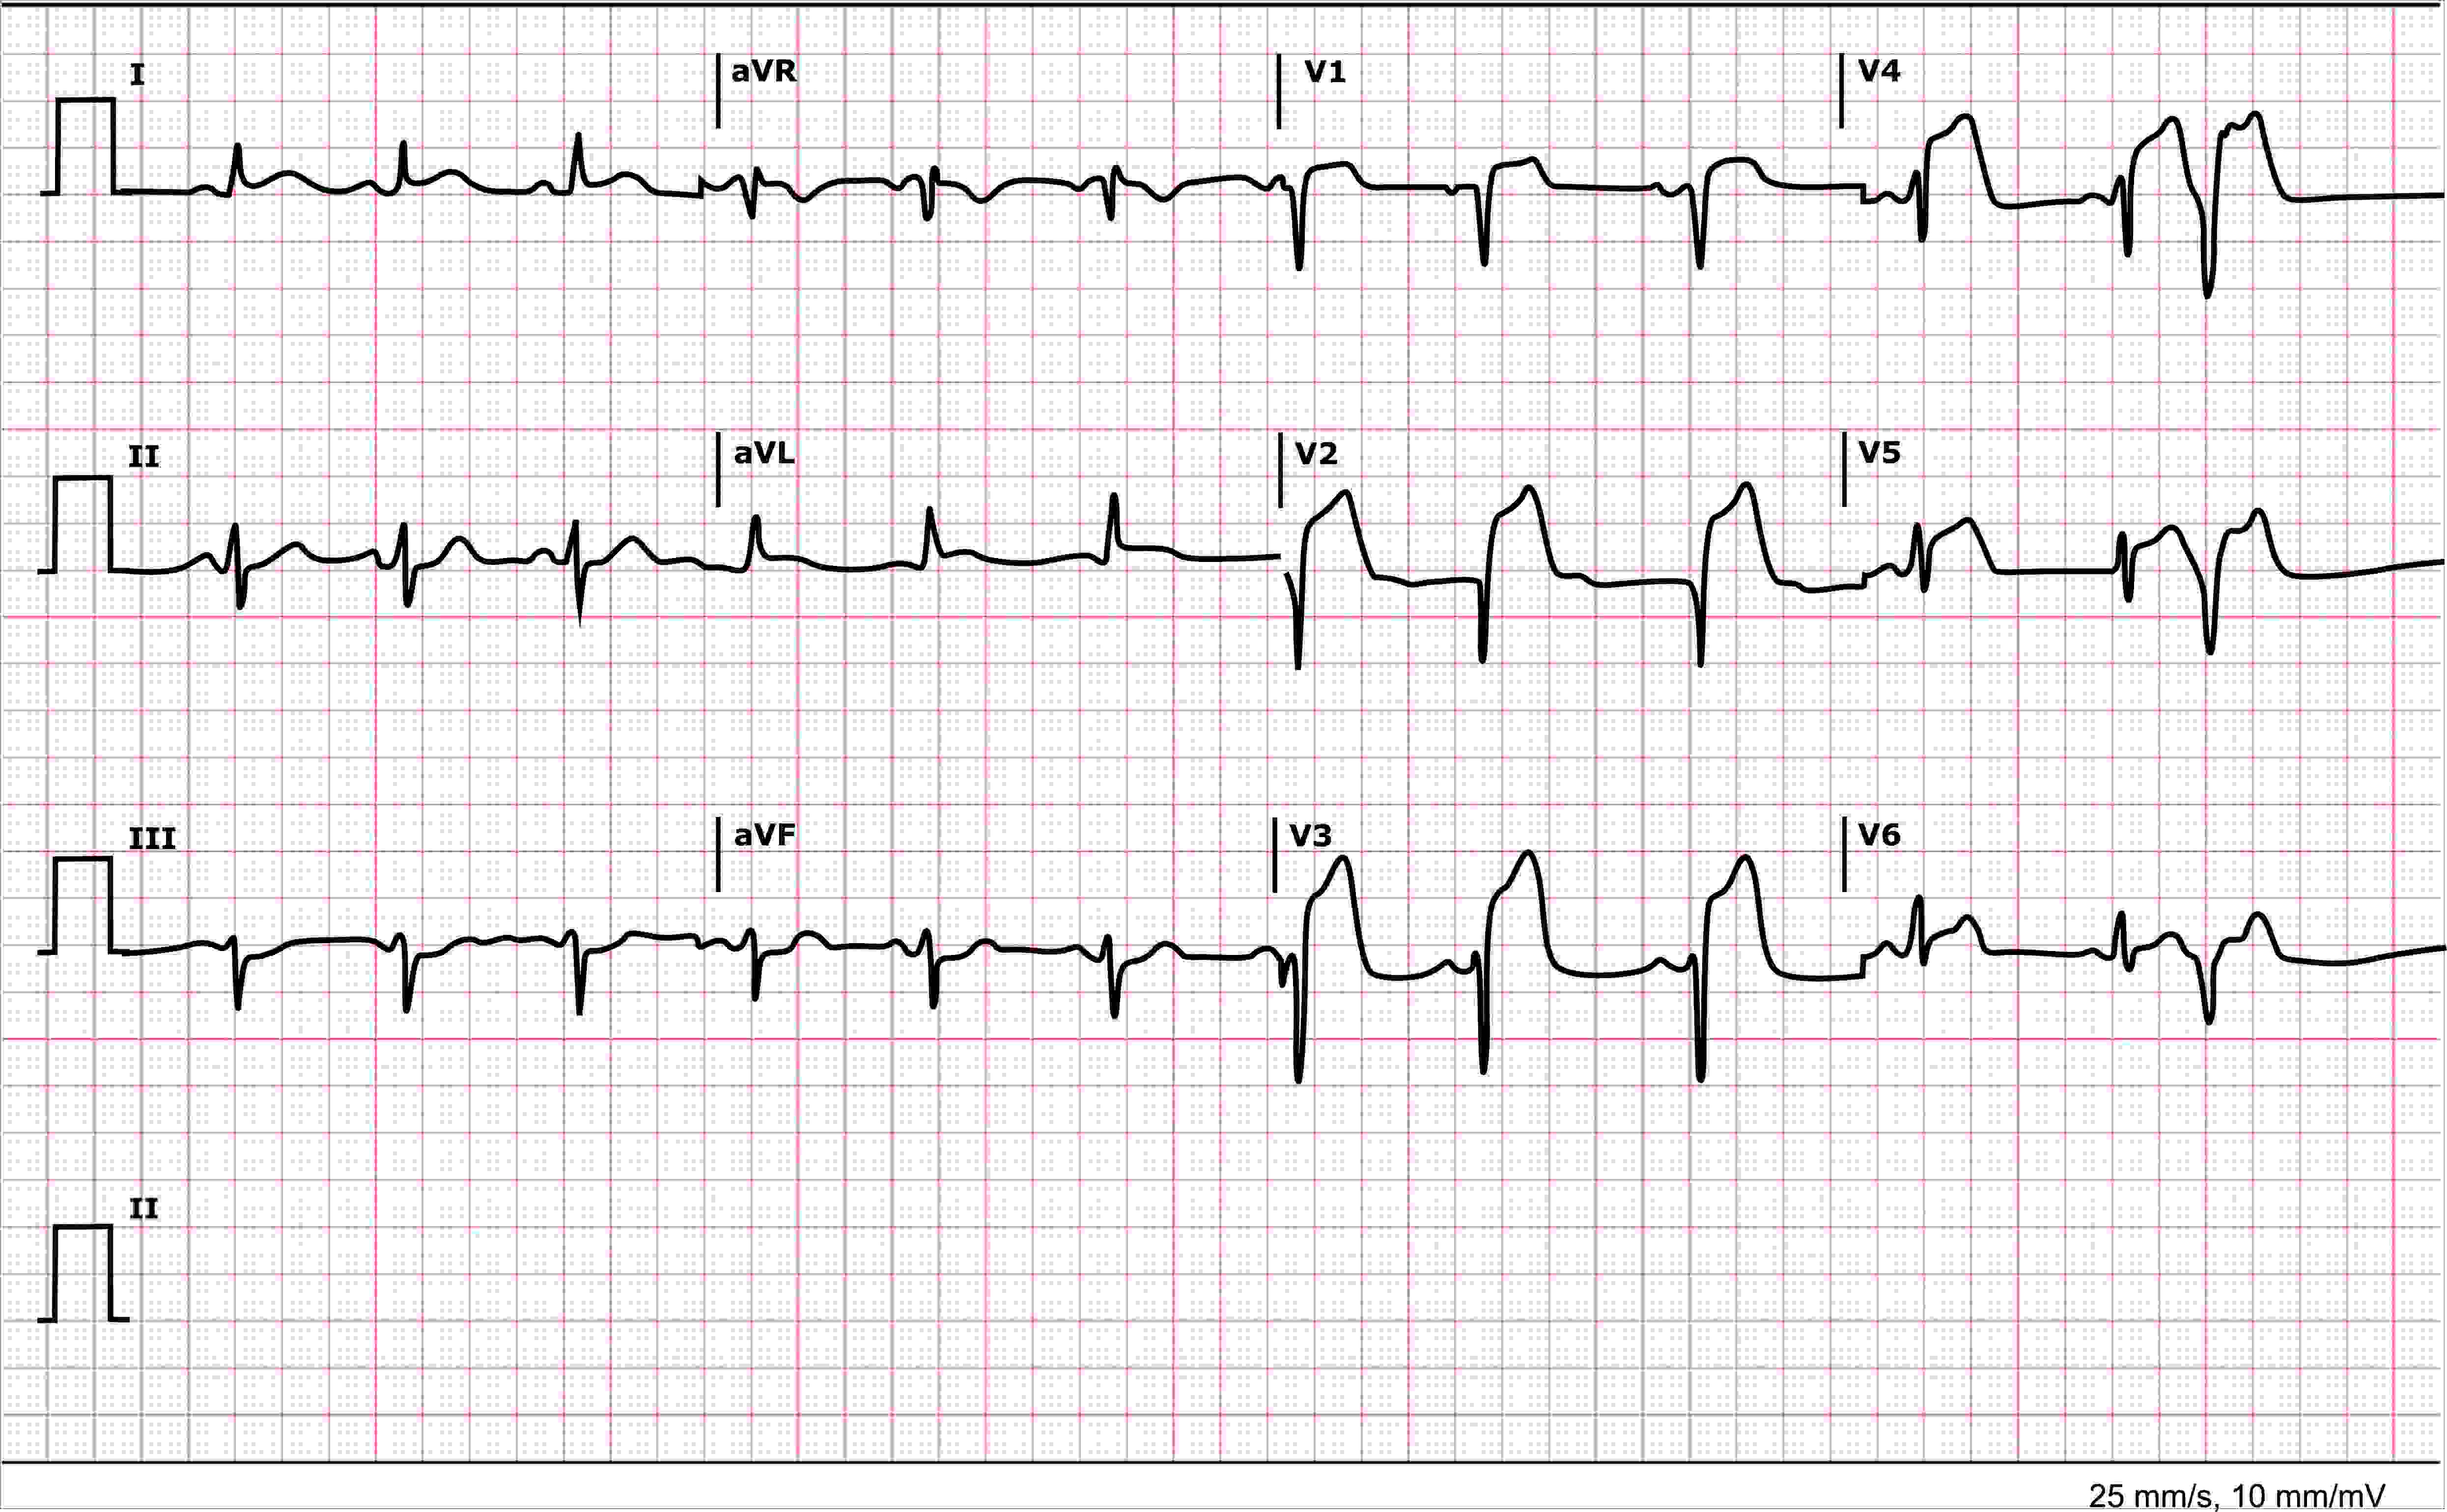 I aVR V1 V4
II aVL V2 V5
III aVF V3 V6
II
25 mm/s, 10 mm/mV